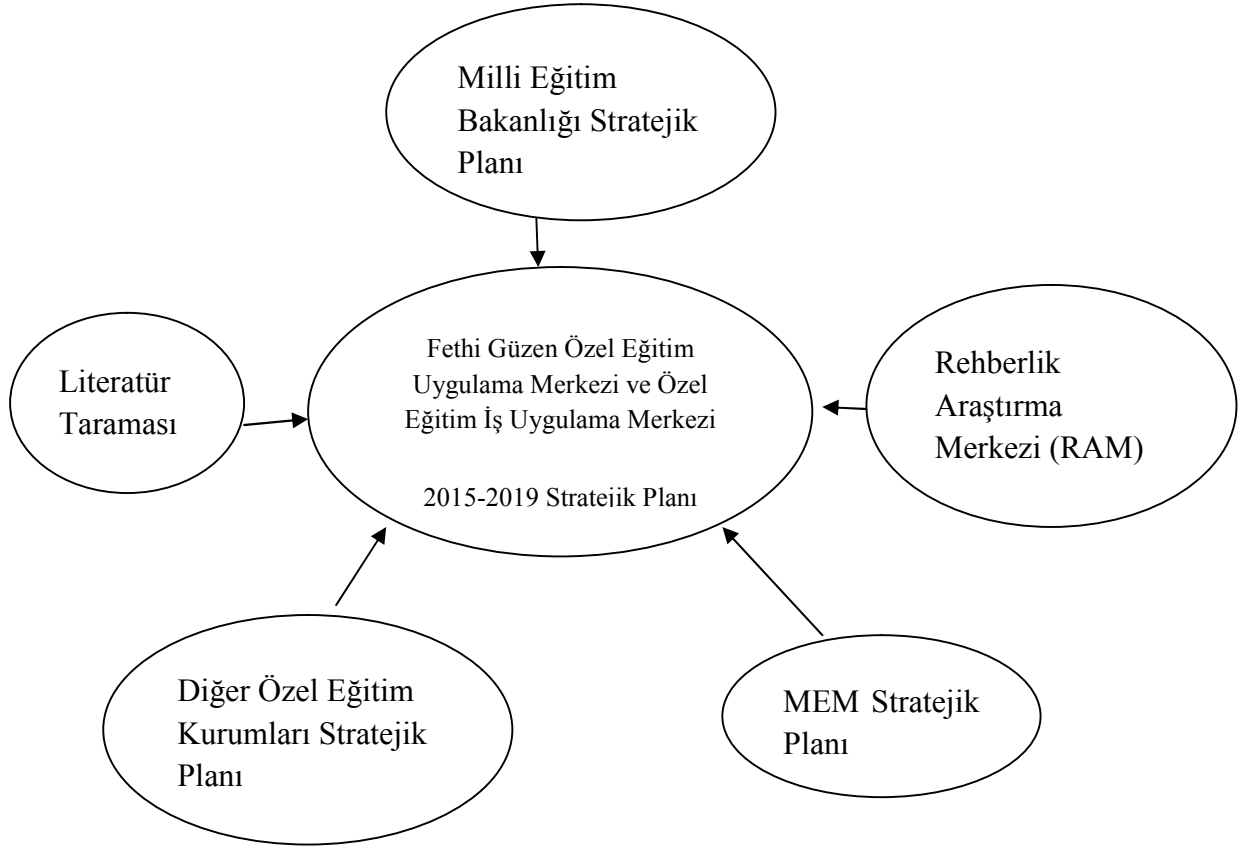 Milli Eğitim
Bakanlığı Stratejik
Planı
Literatür
Taraması
Fethi Güzen Özel Eğitim
Uygulama Merkezi ve Özel
Eğitim İş Uygulama Merkezi
2015-2019 Stratejik Planı
Rehberlik
Araştırma
Merkezi (RAM)
Diğer Özel Eğitim
Kurumları Stratejik
Planı
MEM Stratejik
Planı